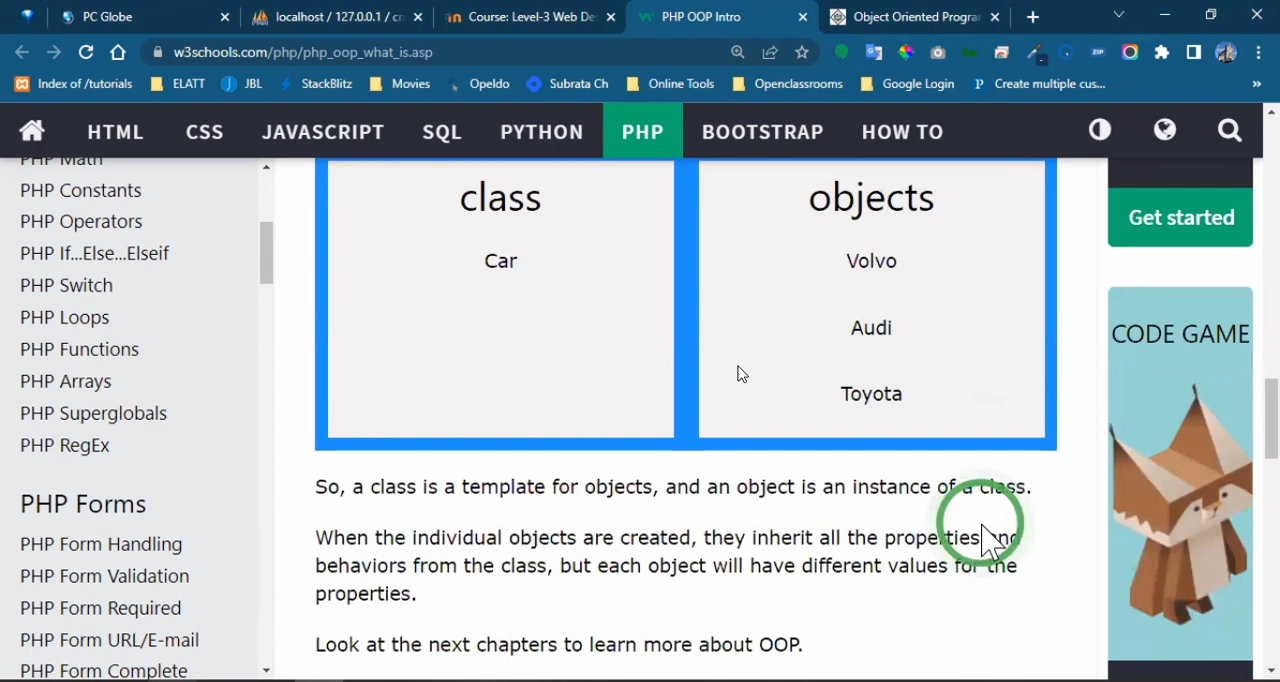 PC Globe
localhost / 127.0.0.1 / cr
Course: Level-3 Web De
PHP OOP Intro
Object Oriented Progra
w3schools.com/php/php_oop_what_is.asp
ZIP
Index of /tutorials
ELATT
JBL
StackBlitz
Movies
Opeldo
Subrata Ch
Online Tools
Openclassrooms
Google Login
Create multiple cus...
HTML
CSS
JAVASCRIPT
SQL
PYTHON
PHP
BOOTSTRAP
HOW TO
PHP Math
PHP Constants
PHP Operators
PHP If...Else...Elseif
PHP Switch
PHP Loops
PHP Functions
PHP Arrays
PHP Superglobals
PHP RegEx
PHP Forms
PHP Form Handling
PHP Form Validation
PHP Form Required
PHP Form URL/E-mail
PHP Form Complete
class
Car
objects
Volvo
Audi
Toyota
So, a class is a template for objects, and an object is an instance of a class.
When the individual objects are created, they inherit all the properties and
behaviors from the class, but each object will have different values for the
properties.
Look at the next chapters to learn more about OOP.
Get started
CODE GAME